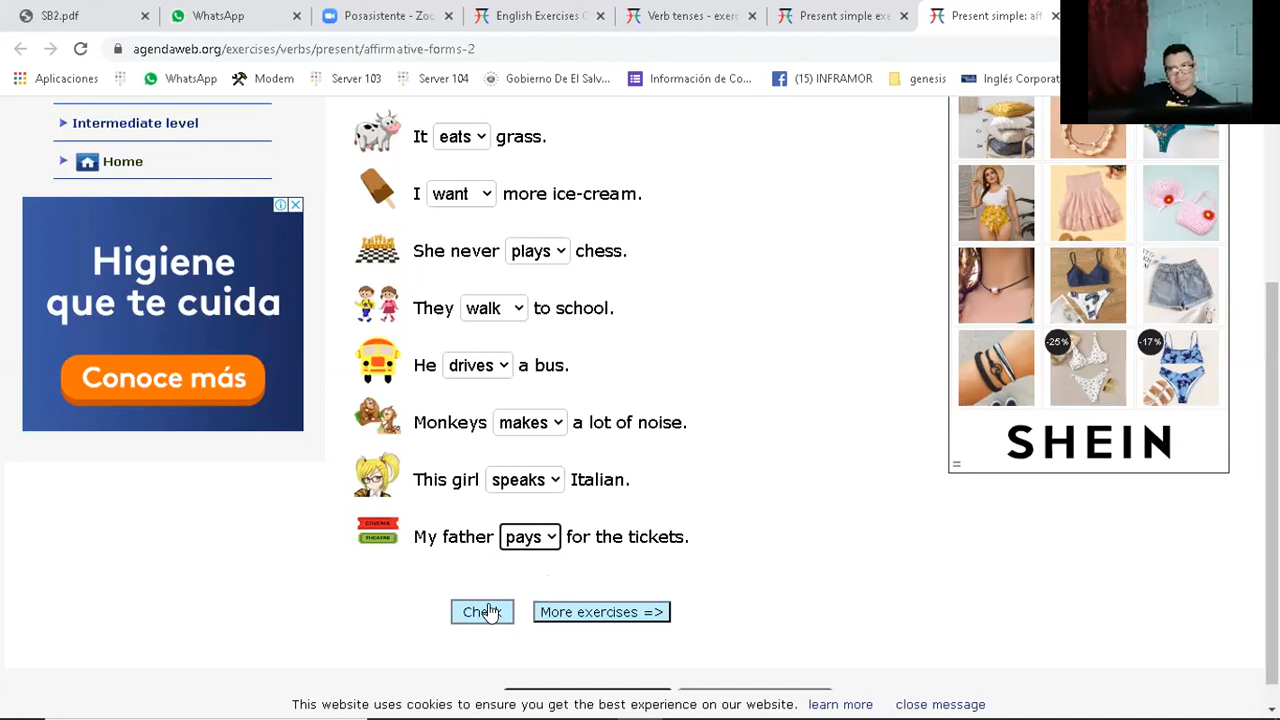 SB2.pdf
WhatsApp
English Exercises
Verb tenses - exerc
Present simple exe
Present simple: aff
agendaweb.org/exercises/verbs/present/affirmative-forms-2
Aplicaciones
WhatsApp
Modem
Server 103
Server 104
Gobierno De El Salv...
Información de Co...
(15) INFRAMOR
genesis
Inglés Corporat
Intermediate level
Home
Higiene
que te cuida
Conoce más
It eats grass.
I want more ice-cream.
She never plays chess.
They walk to school.
He drives a bus.
Monkeys makes a lot of noise.
This girl speaks Italian.
CINEMA
THEATRE
My father pays for the tickets.
Check
More exercises =>
-25%
-17%
SHEIN
This website uses cookies to ensure you get the best experience on our website. learn more close message